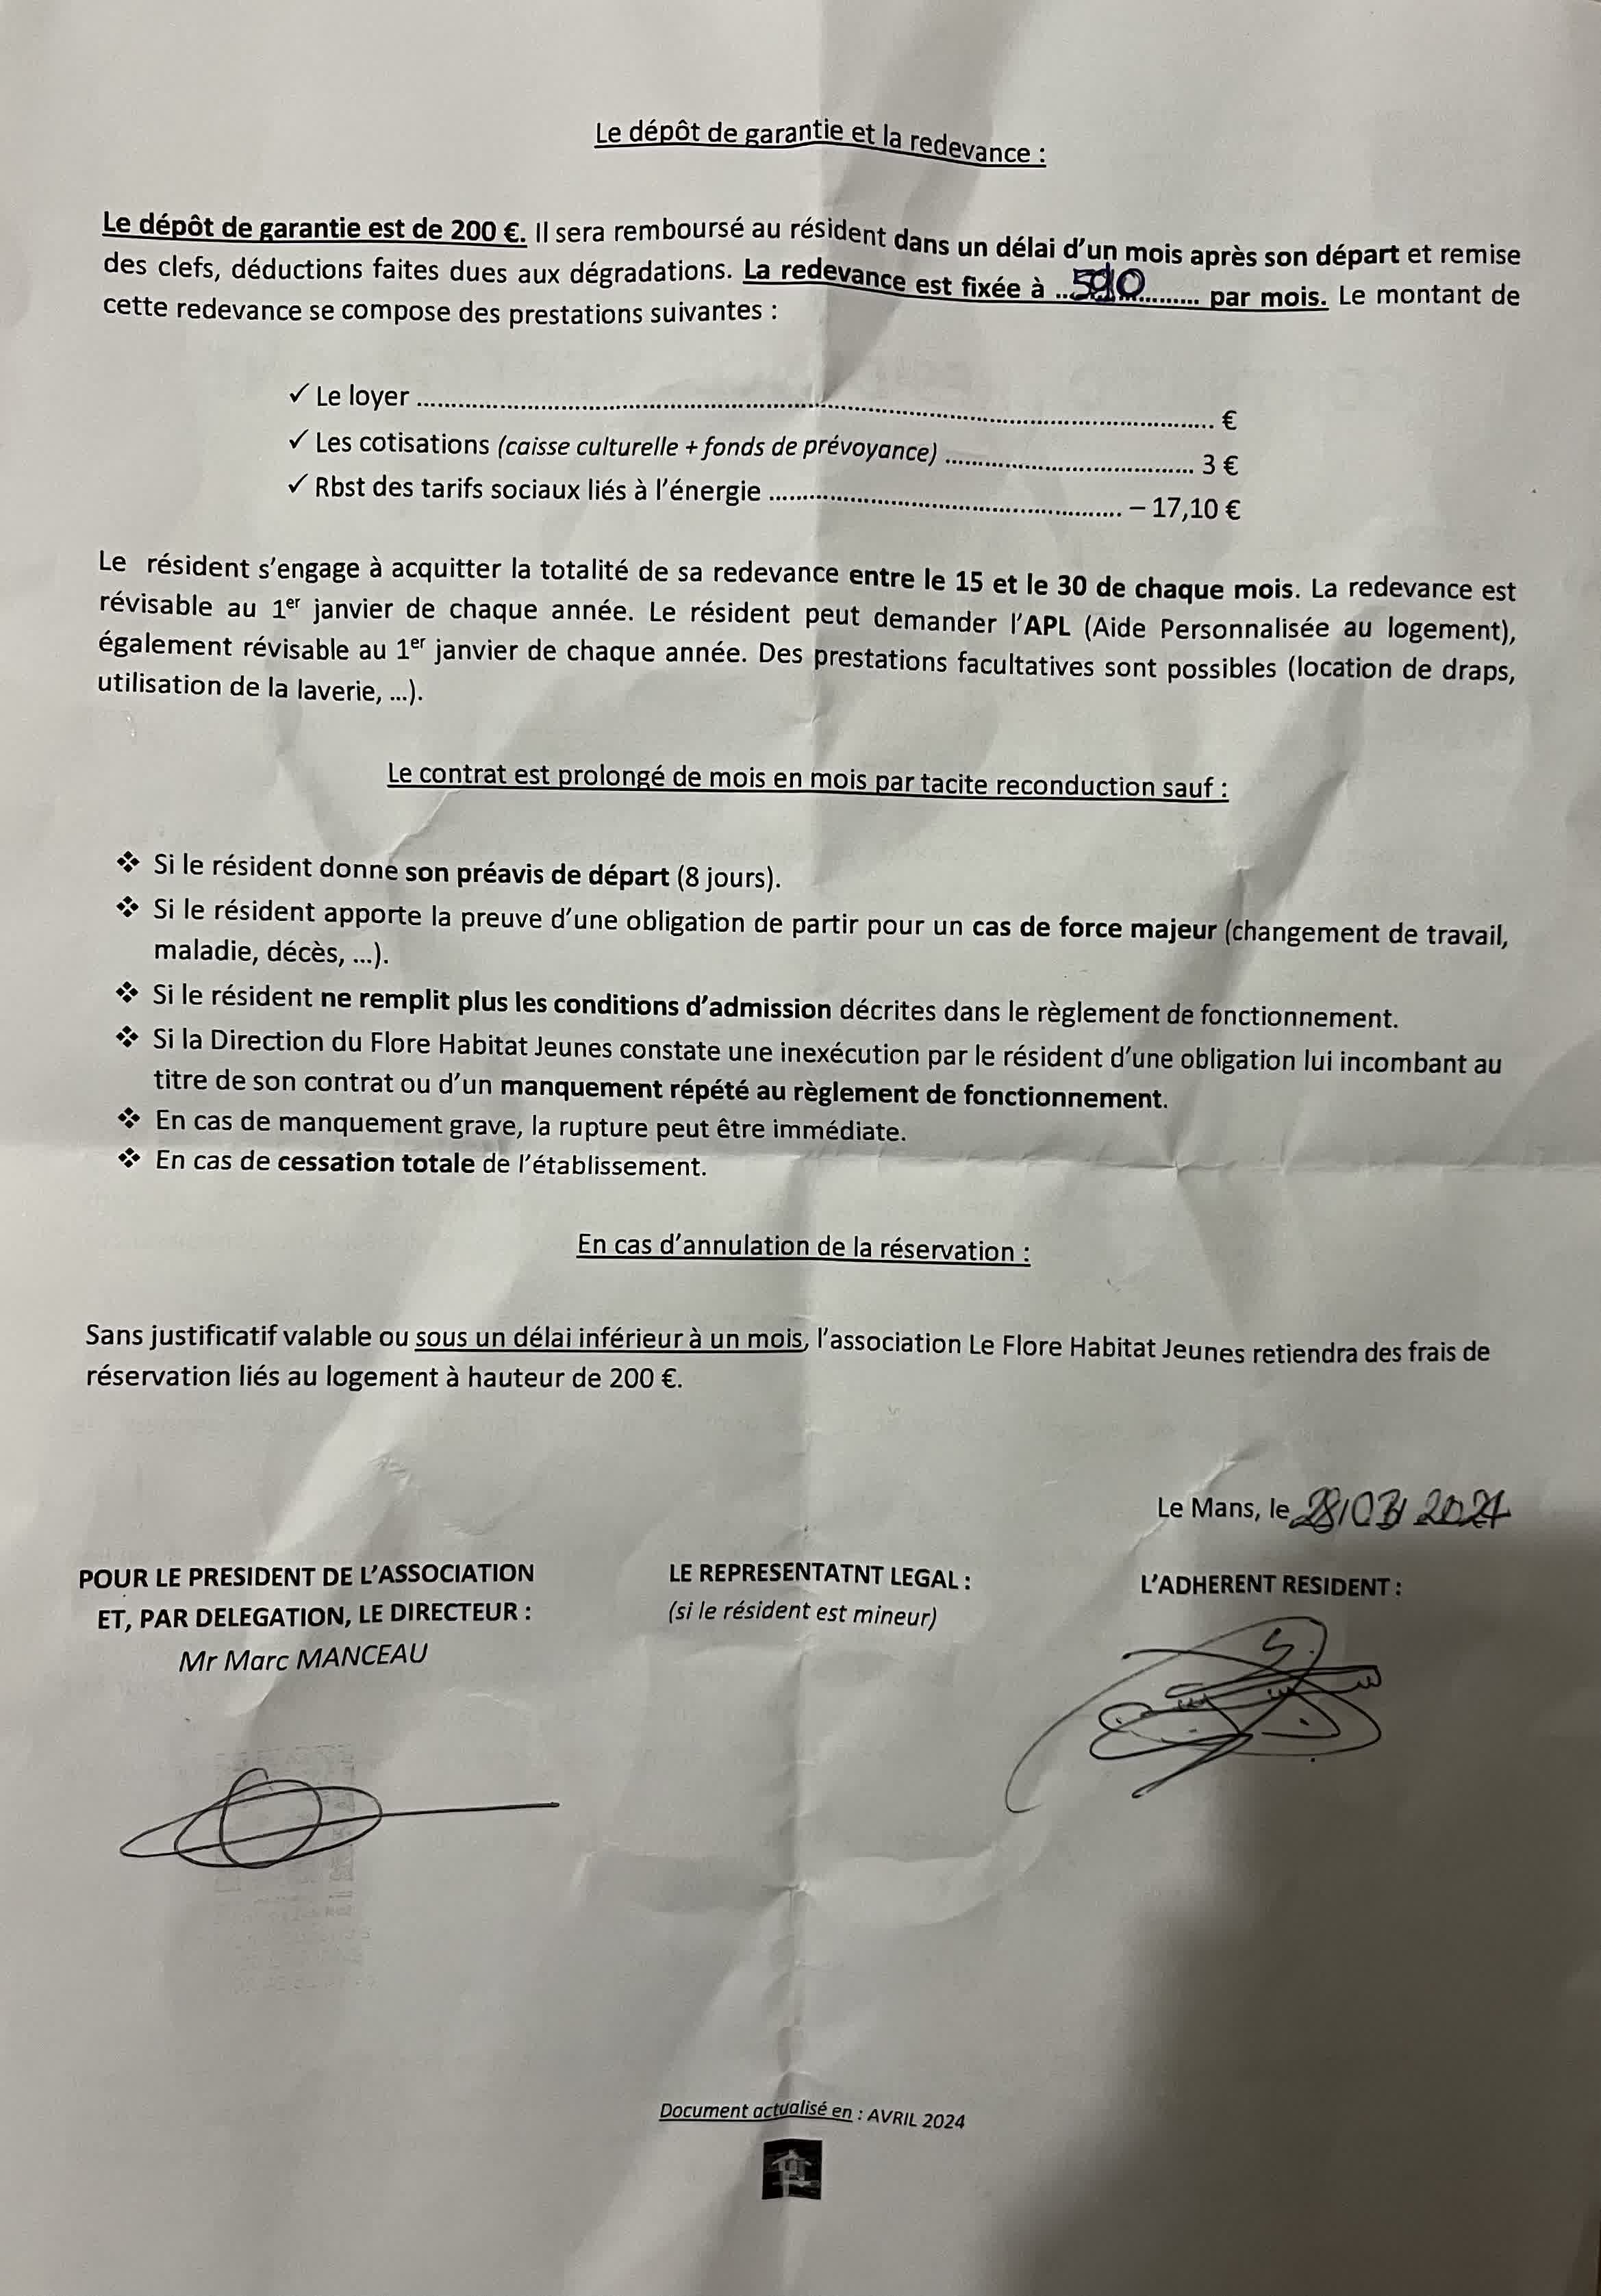 Le dépôt de garantie et la redevance :
Le dépôt de garantie est de 200 €. Il sera remboursé au résident dans un délai d'un mois après son départ et remise
des clefs, déductions faites dues aux dégradations. La redevance est fixée à ............ par mois. Le montant de
cette redevance se compose des prestations suivantes :
✓ Le loyer ........................................................................ €
✓ Les cotisations (caisse culturelle + fonds de prévoyance) .................................... 3 €
✓ Rbst des tarifs sociaux liés à l'énergie .................................................... – 17,10 €
Le résident s'engage à acquitter la totalité de sa redevance entre le 15 et le 30 de chaque mois. La redevance est
révisable au 1er janvier de chaque année. Le résident peut demander l'APL (Aide Personnalisée au logement),
également révisable au 1er janvier de chaque année. Des prestations facultatives sont possibles (location de draps,
utilisation de la laverie, ...).
Le contrat est prolongé de mois en mois par tacite reconduction sauf :
❖ Si le résident donne son préavis de départ (8 jours).
❖ Si le résident apporte la preuve d'une obligation de partir pour un cas de force majeur (changement de travail,
maladie, décès, ...).
❖ Si le résident ne remplit plus les conditions d'admission décrites dans le règlement de fonctionnement.
❖ Si la Direction du Flore Habitat Jeunes constate une inexécution par le résident d'une obligation lui incombant au
titre de son contrat ou d'un manquement répété au règlement de fonctionnement.
❖ En cas de manquement grave, la rupture peut être immédiate.
❖ En cas de cessation totale de l'établissement.
En cas d'annulation de la réservation :
Sans justificatif valable ou sous un délai inférieur à un mois, l'association Le Flore Habitat Jeunes retiendra des frais de
réservation liés au logement à hauteur de 200 €.
Le Mans, le
POUR LE PRESIDENT DE L'ASSOCIATION
ET, PAR DELEGATION, LE DIRECTEUR :
Mr Marc MANCEAU
LE REPRESENTATNT LEGAL :
(si le résident est mineur)
L'ADHERENT RESIDENT :
Document actualisé en : AVRIL 2024